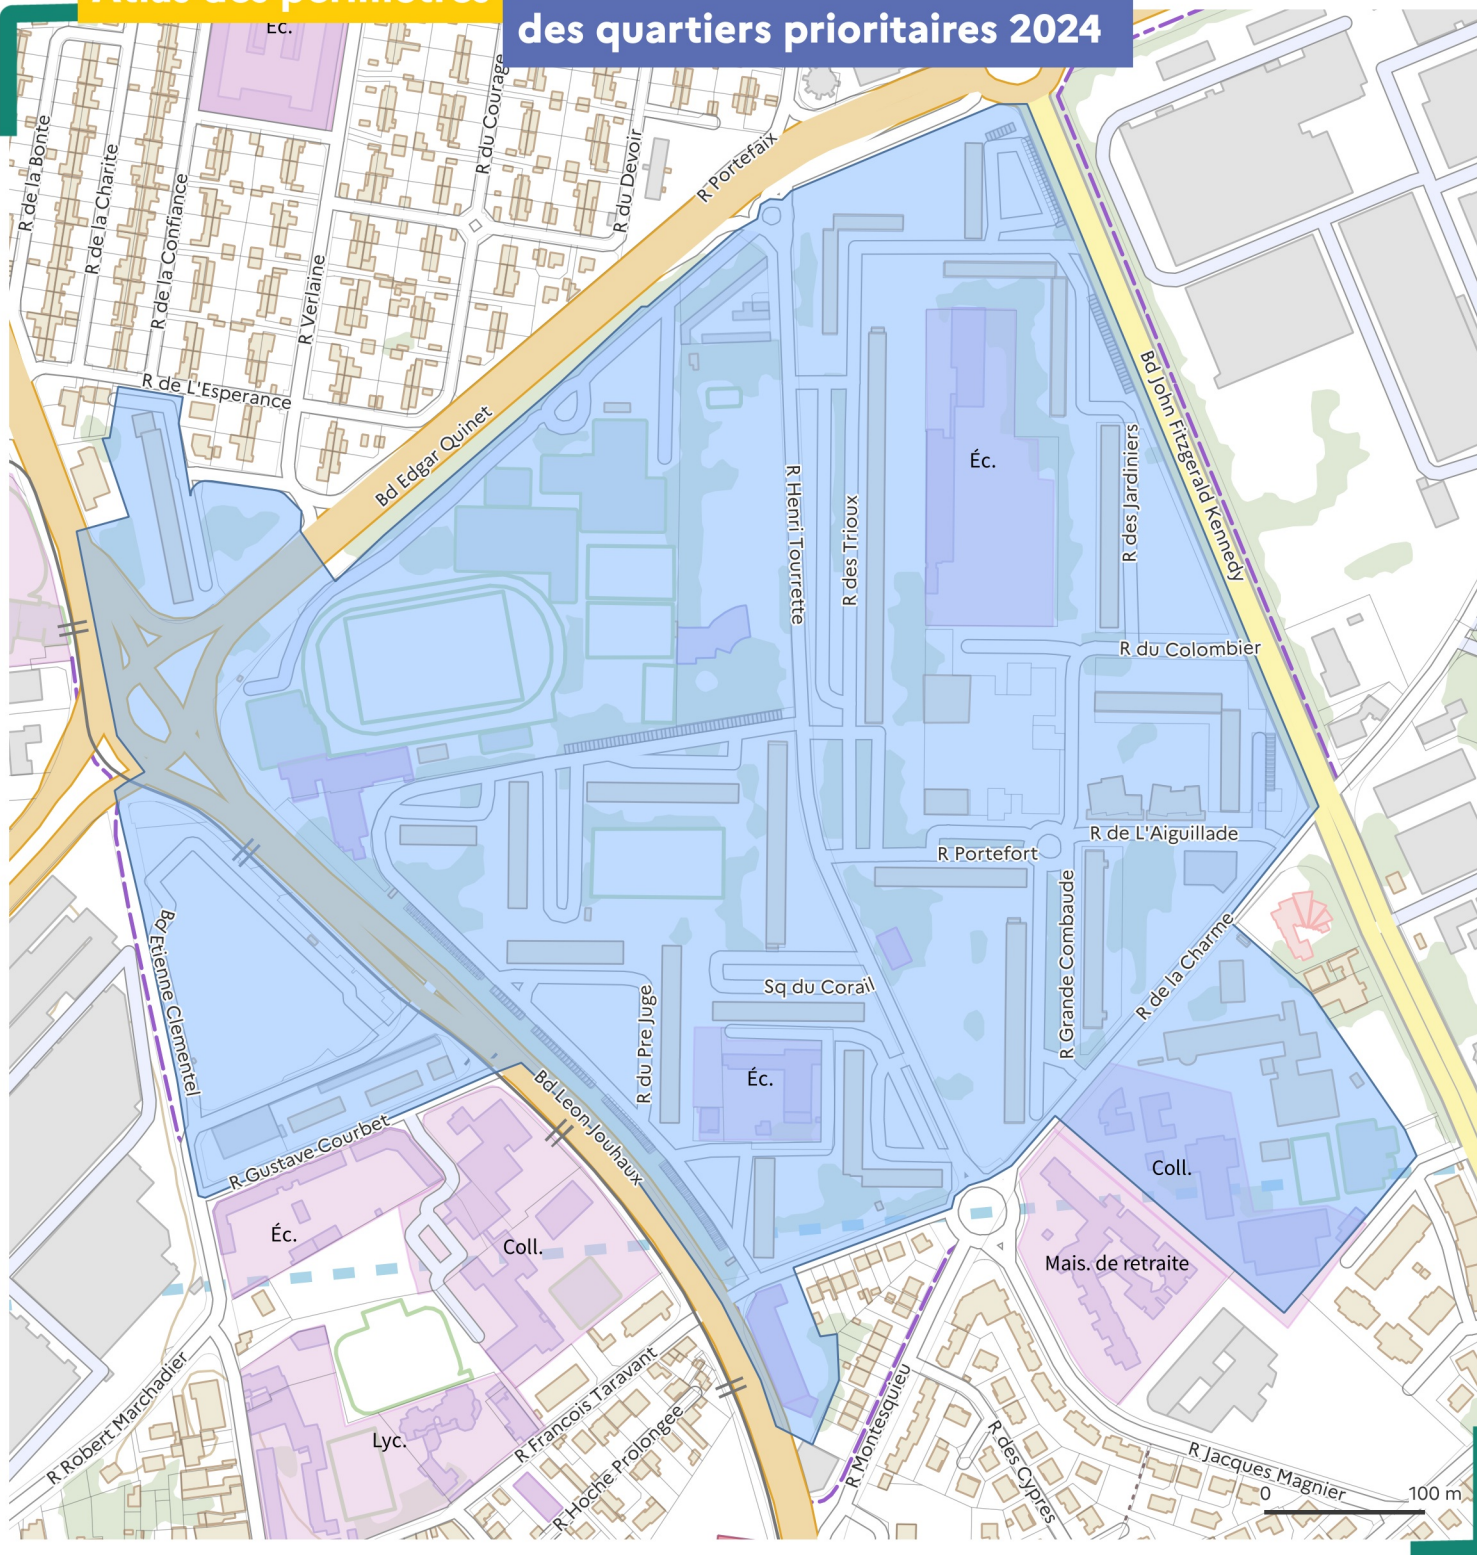 Atlas des périmètres
des quartiers prioritaires 2024
Éc.
R de la Bonte
R de la Charite
R de la Confiance
R Verlaine
R du Courage
R du Devoir
R Portefaix
R de L'Esperance
Bd Edgar Quinet
Bd John Fitzgerald Kennedy
R Henri Tourrette
R des Trioux
Éc.
R des Jardiniers
R du Colombier
R de L'Aiguillade
R Portefort
R Grande Combaude
R de la Charme
Sq du Corail
R du Pre Juge
Éc.
Bd Etienne Clementel
R Gustave Courbet
Bd Leon Jouhaux
Éc.
Coll.
Coll.
Mais. de retraite
Lyc.
R Robert Marchadier
R Francois Taravant
R Hoche Prolongee
R Montesquieu
R des Cypres
R Jacques Magnier
0 100 m